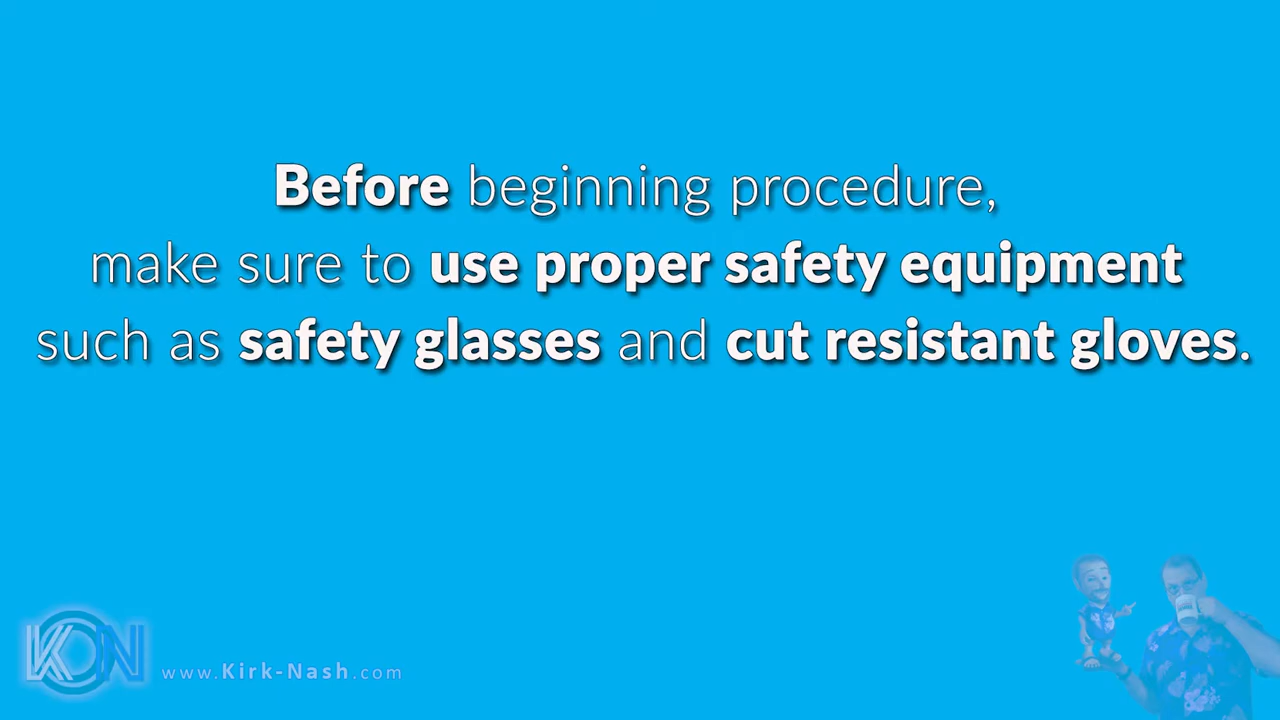 Before beginning procedure,
make sure to use proper safety equipment
such as safety glasses and cut resistant gloves.
KON
www.Kirk-Nash.com